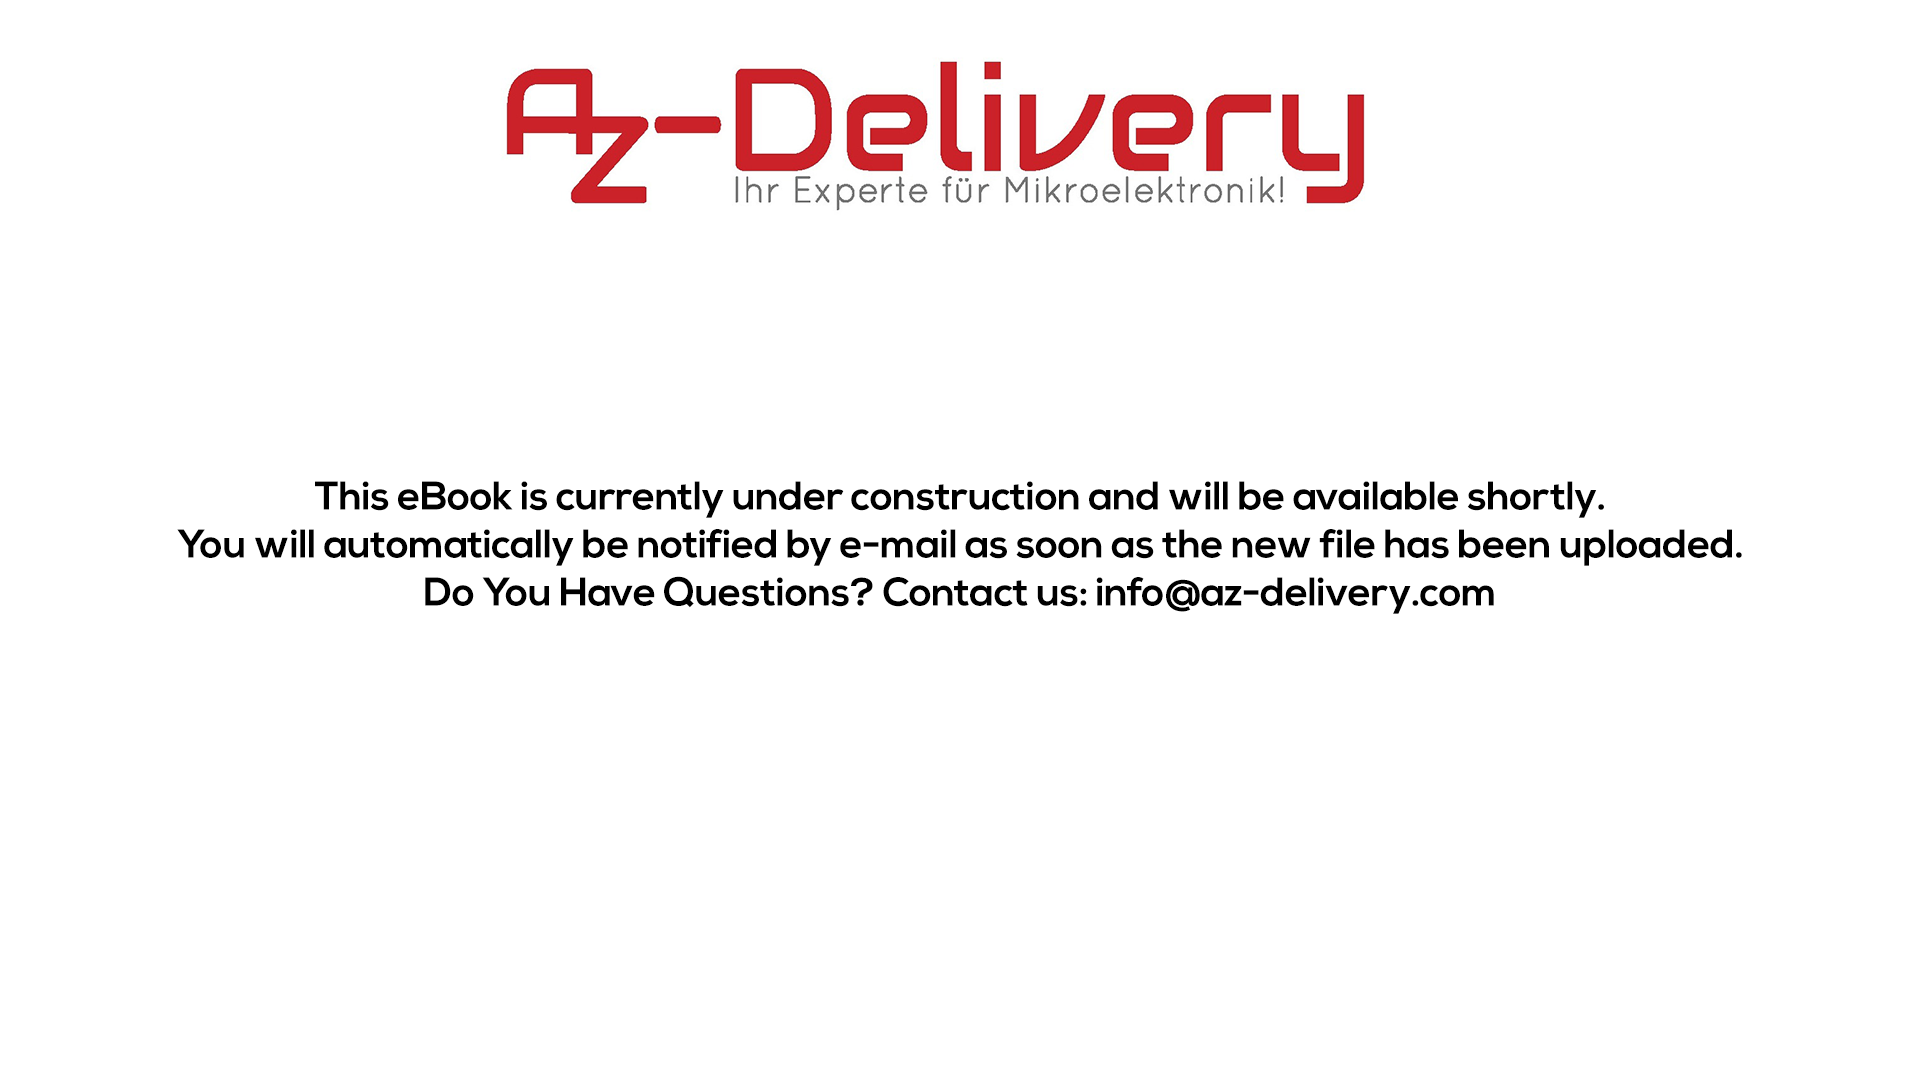 Az-Delivery
Ihr Experte für Mikroelektronik!
This eBook is currently under construction and will be available shortly.
You will automatically be notified by e-mail as soon as the new file has been uploaded.
Do You Have Questions? Contact us: info@az-delivery.com